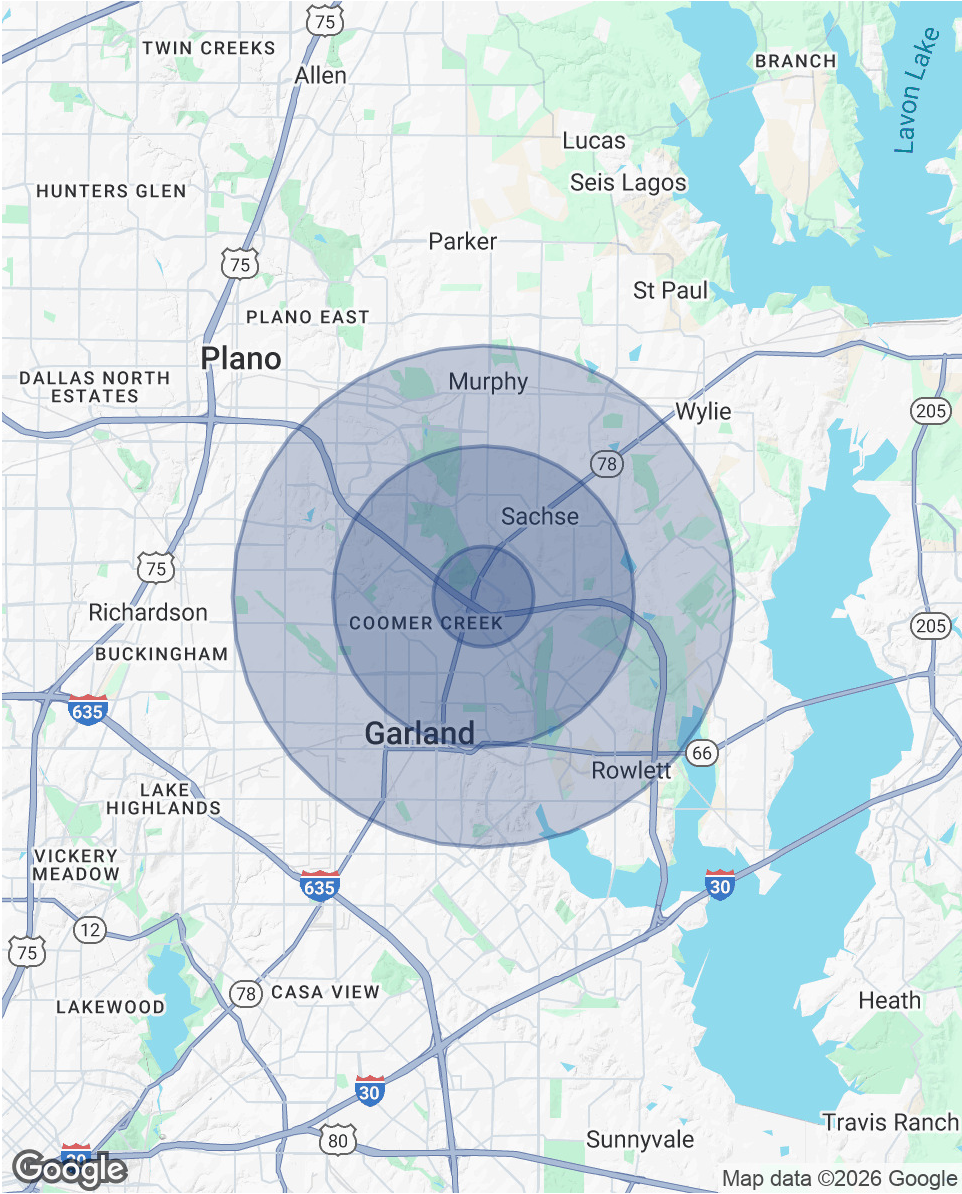 75
Allen
TWIN CREEKS
BRANCH
Lavon Lake
Lucas
Seis Lagos
HUNTERS GLEN
Parker
75
St Paul
PLANO EAST
Plano
DALLAS NORTH
ESTATES
Murphy
Wylie
205
78
Sachse
75
Richardson
COOMER CREEK
205
BUCKINGHAM
635
Garland
66
Rowlett
LAKE
HIGHLANDS
VICKERY
MEADOW
635
30
12
75
78
CASA VIEW
LAKEWOOD
Heath
30
Travis Ranch
80
Sunnyvale
Google
Map data ©2026 Google